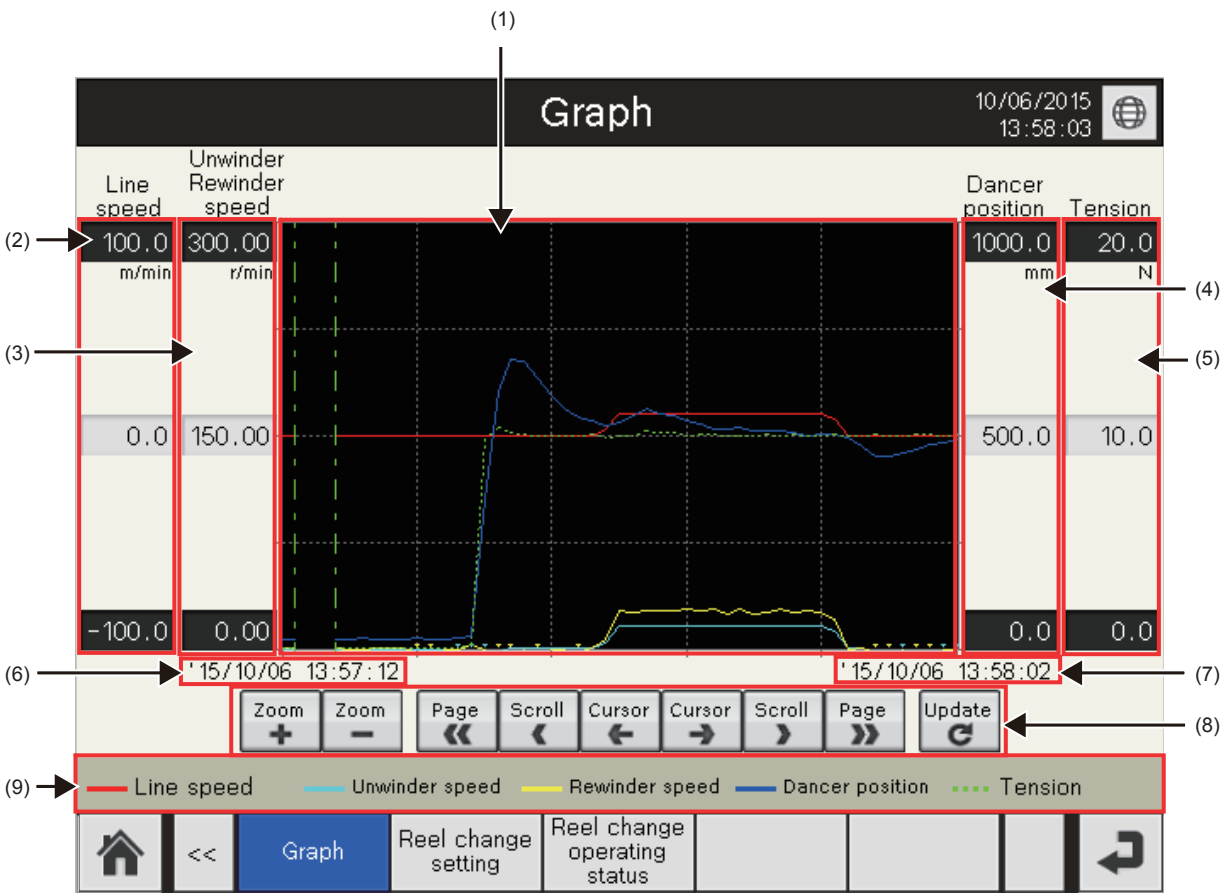 (1)
Graph
10/06/2015
13:58:03
Line
speed
Unwinder
Rewinder
speed
Dancer
position
Tension
(2)
100.0
300.00
1000.0
20.0
m/min
r/min
mm
N
(4)
(3)
(5)
0.0
150.00
500.0
10.0
-100.0
0.00
0.0
0.0
(6)
'15/10/06 13:57:12
'15/10/06 13:58:02
(7)
Zoom
Zoom
Page
Scroll
Cursor
Cursor
Scroll
Page
Update
(8)
(9)
Line speed
Unwinder speed
Rewinder speed
Dancer position
Tension
<<
Graph
Reel change
setting
Reel change
operating
status